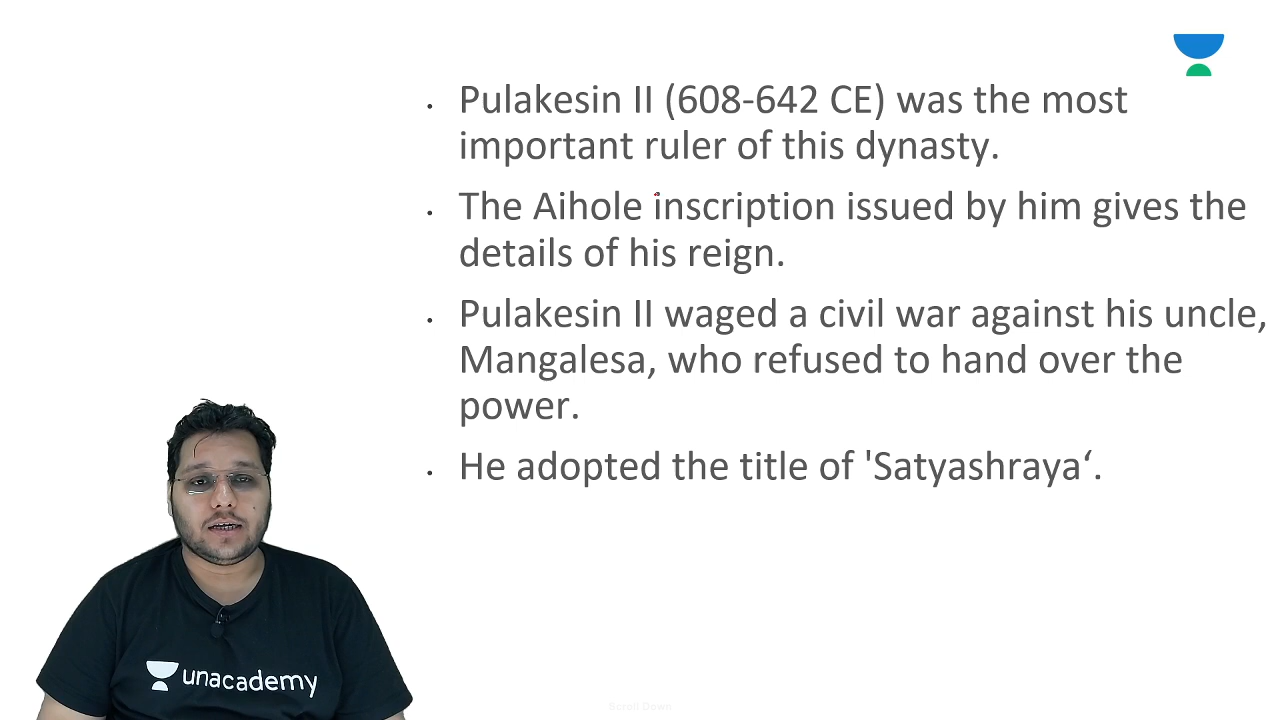 Pulakesin II (608-642 CE) was the most
important ruler of this dynasty.
The Aihole inscription issued by him gives the
details of his reign.
Pulakesin II waged a civil war against his uncle,
Mangalesa, who refused to hand over the
power.
He adopted the title of 'Satyashraya‘.
unacademy
Scroll Down